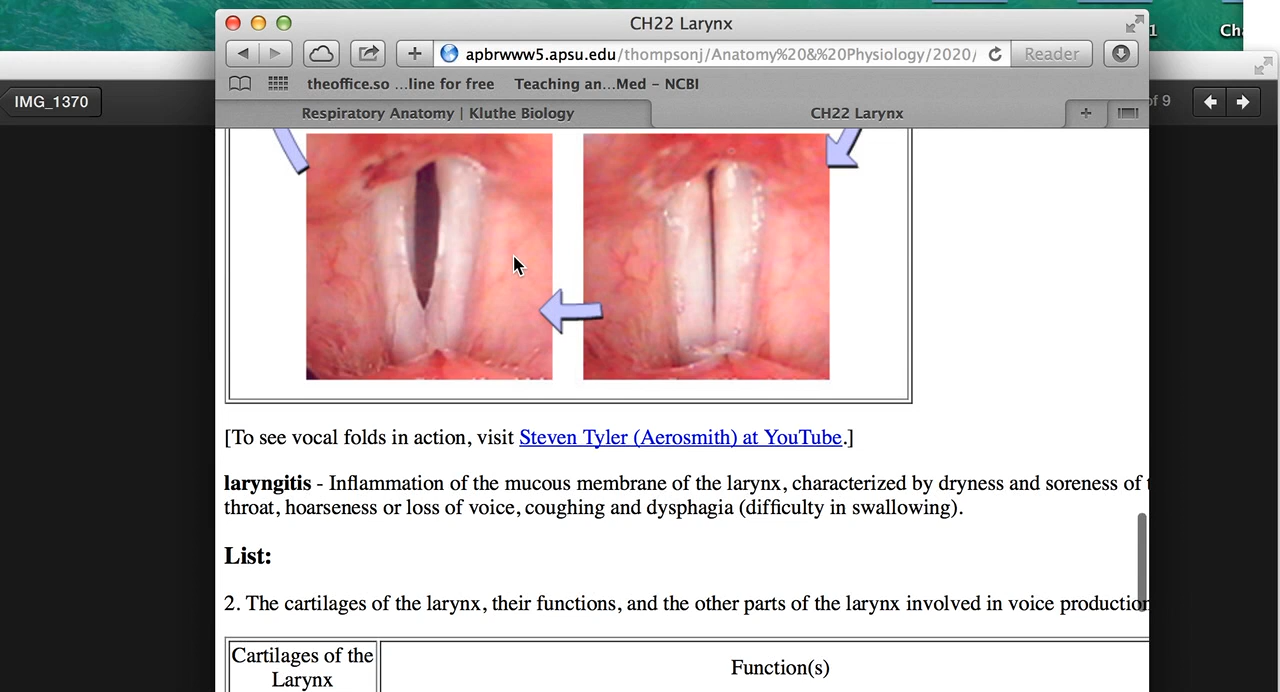 CH22 Larynx
1
Ch
apbrwww5.apsu.edu/thompsonj/Anatomy%20&%20Physiology/2020/
Reader
theoffice.so ...line for free
Teaching an...Med – NCBI
IMG_1370
of 9
Respiratory Anatomy | Kluthe Biology
CH22 Larynx
[To see vocal folds in action, visit Steven Tyler (Aerosmith) at YouTube.]
laryngitis - Inflammation of the mucous membrane of the larynx, characterized by dryness and soreness of
throat, hoarseness or loss of voice, coughing and dysphagia (difficulty in swallowing).
List:
2. The cartilages of the larynx, their functions, and the other parts of the larynx involved in voice production
Cartilages of the
Larynx
Function(s)